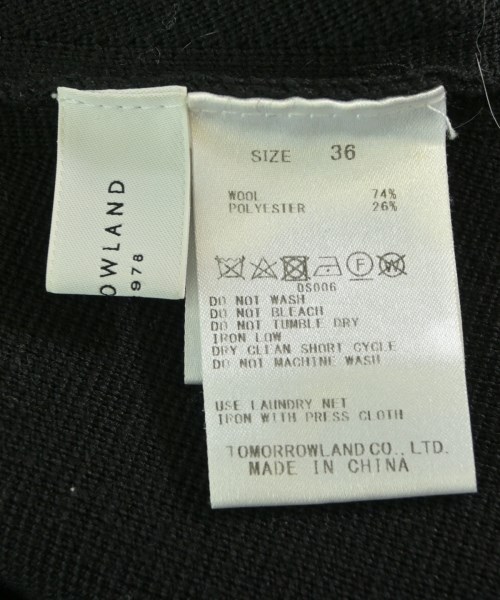 OWLAND
1978
SIZE 36
WOOL 74%
POLYESTER 26%
DS006
DO NOT WASH
DO NOT BLEACH
DO NOT TUMBLE DRY
IRON LOW
DRY CLEAN SHORT CYCLE
DO NOT MACHINE WASH
USE LAUNDRY NET
IRON WITH PRESS CLOTH
TOMORROWLAND CO., LTD.
MADE IN CHINA